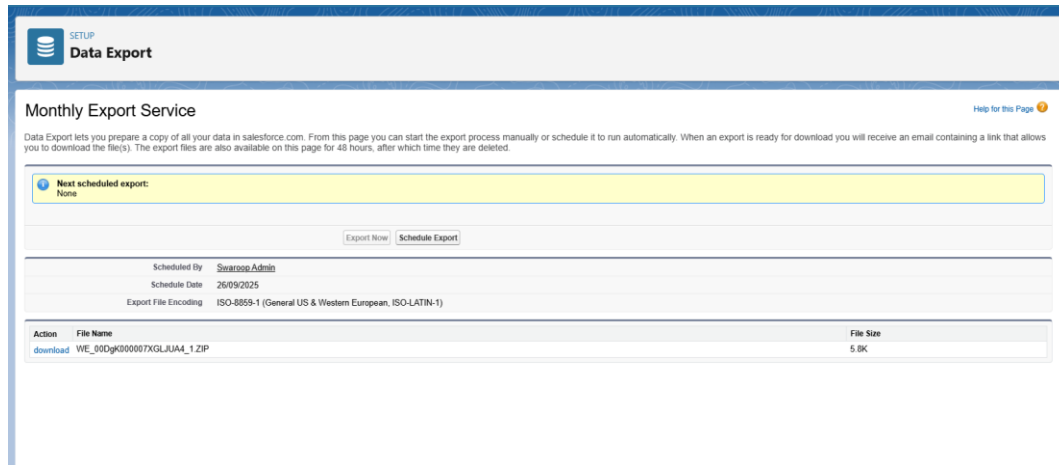 SETUP
Data Export
Monthly Export Service
Help for this Page ?
Data Export lets you prepare a copy of all your data in salesforce.com. From this page you can start the export process manually or schedule it to run automatically. When an export is ready for download you will receive an email containing a link that allows
you to download the file(s). The export files are also available on this page for 48 hours, after which time they are deleted.
Next scheduled export:
None
Export Now Schedule Export
Scheduled By Swaroop Admin
Schedule Date 26/09/2025
Export File Encoding ISO-8859-1 (General US & Western European, ISO-LATIN-1)
Action File Name File Size
download WE_00DgK000007XGLJUA4_1.ZIP 5.8K